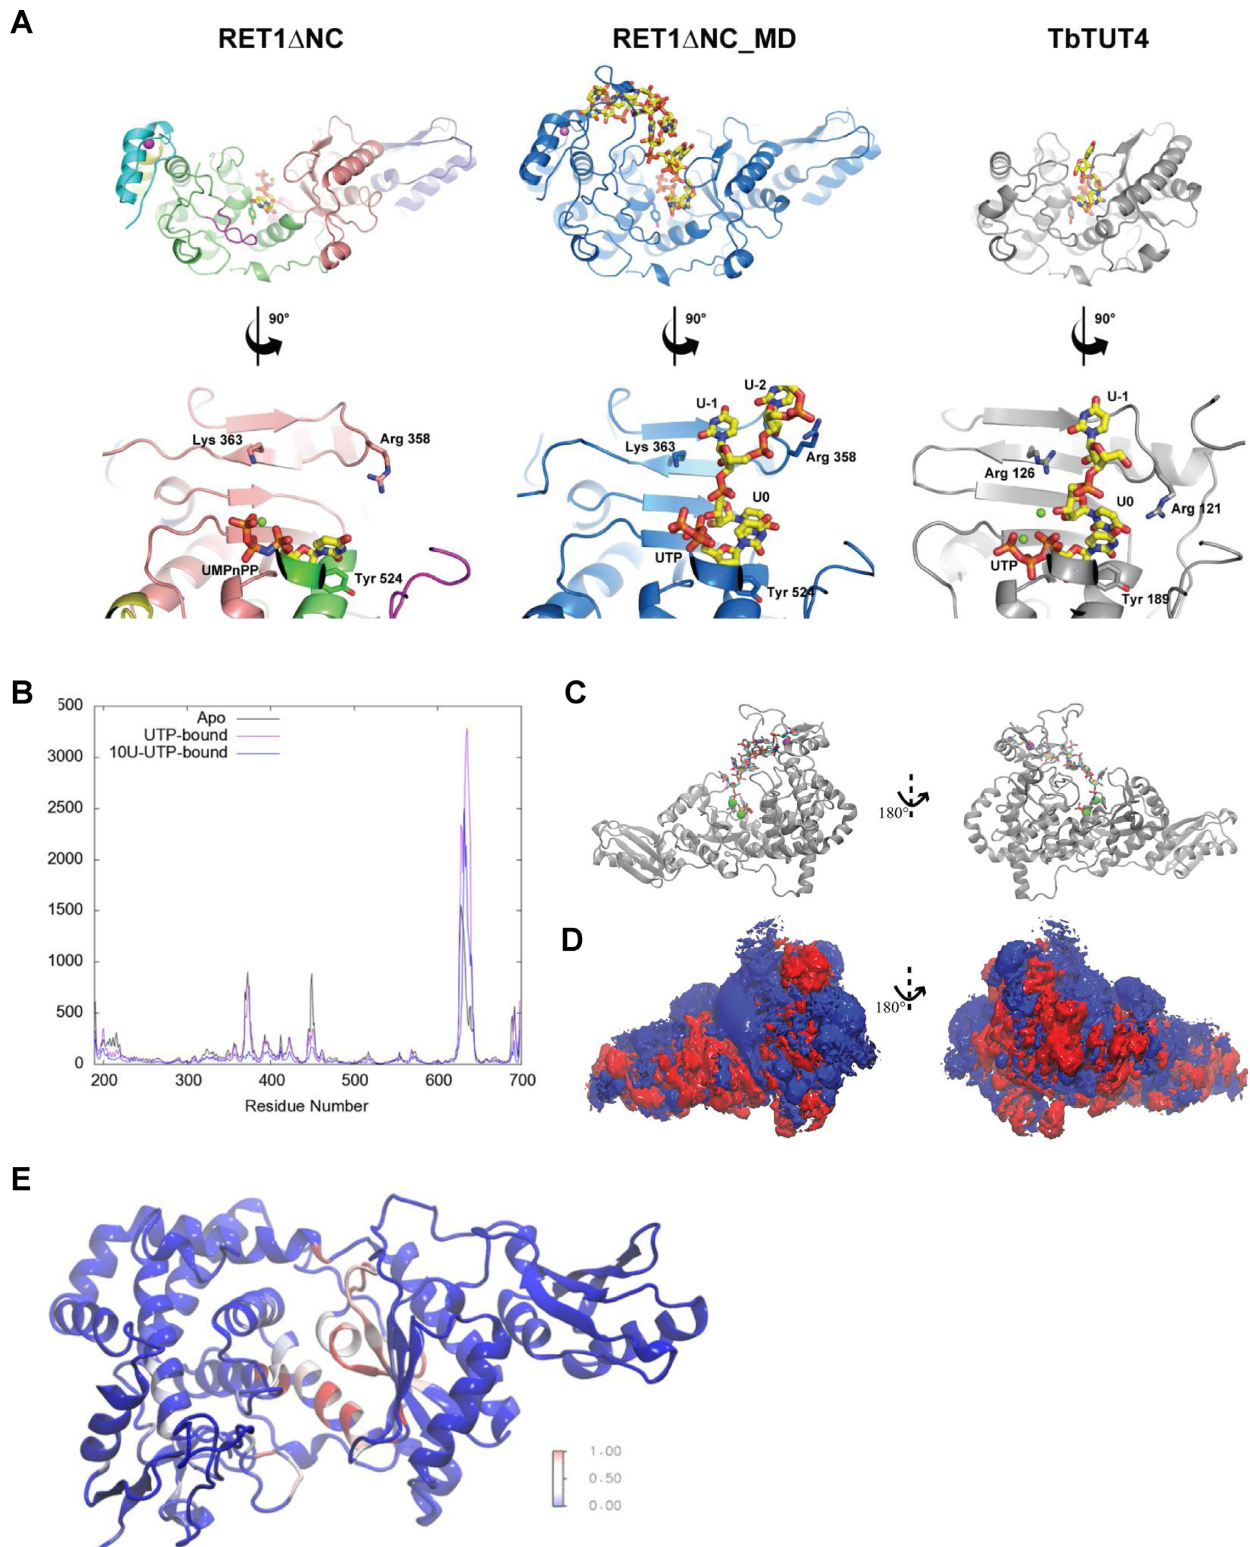 A
RET1ΔNC
RET1ΔNC_MD
TbTUT4
90°
90°
90°
Lys 363
Arg 358
UMPnPP
Tyr 524
U-2
U-1
Lys 363
Arg 358
U0
UTP
Tyr 524
U-1
Arg 126
U0
Arg 121
UTP
Tyr 189
B
500
3000
2500
2000
1500
1000
500
0
Apo
UTP-bound
10U-UTP-bound
200 300 400 500 600 700
Residue Number
C
180°
D
180°
E
1.00
0.50
0.00